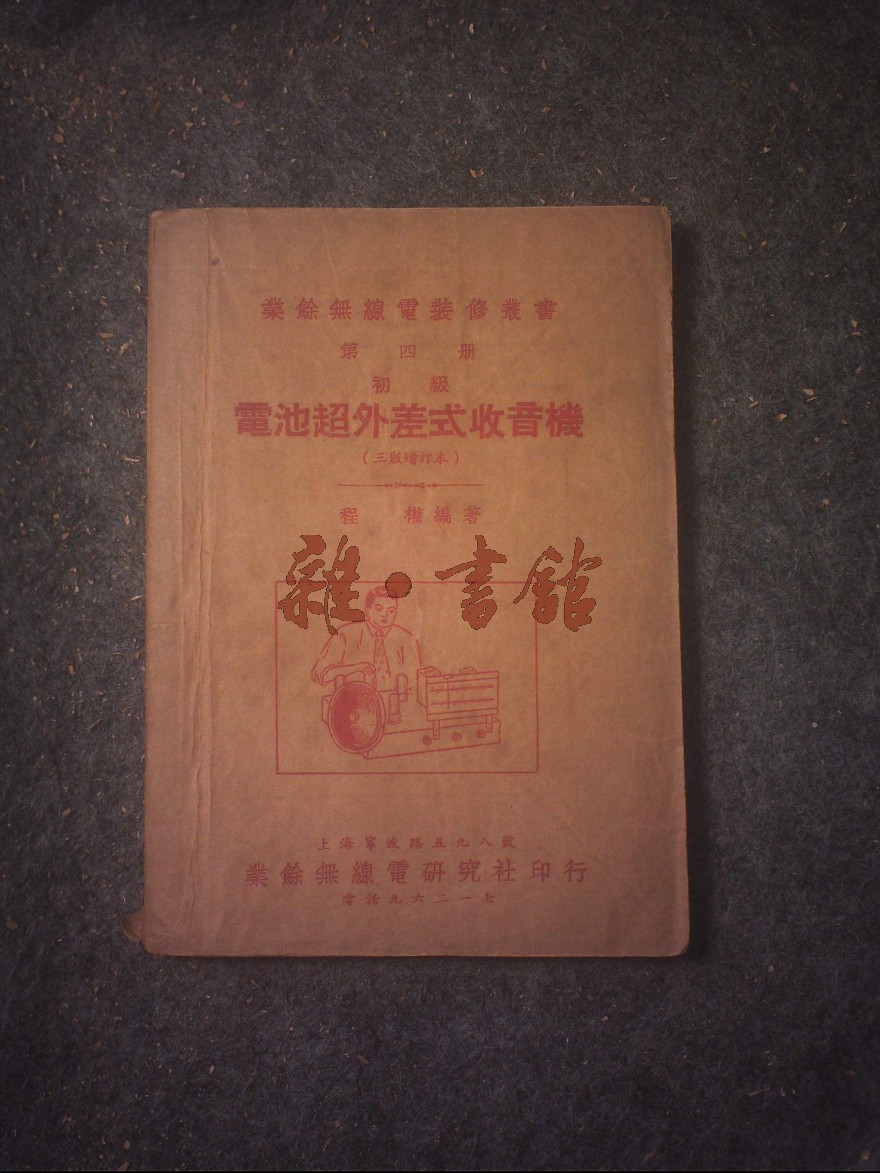 業餘無線電裝修叢書
第四册
初級
電池超外差式收音機
(三版增訂本)
程權編著
雜·書館
上海寧波路五九八號
業餘無線電研究社印行
電話九六二一七